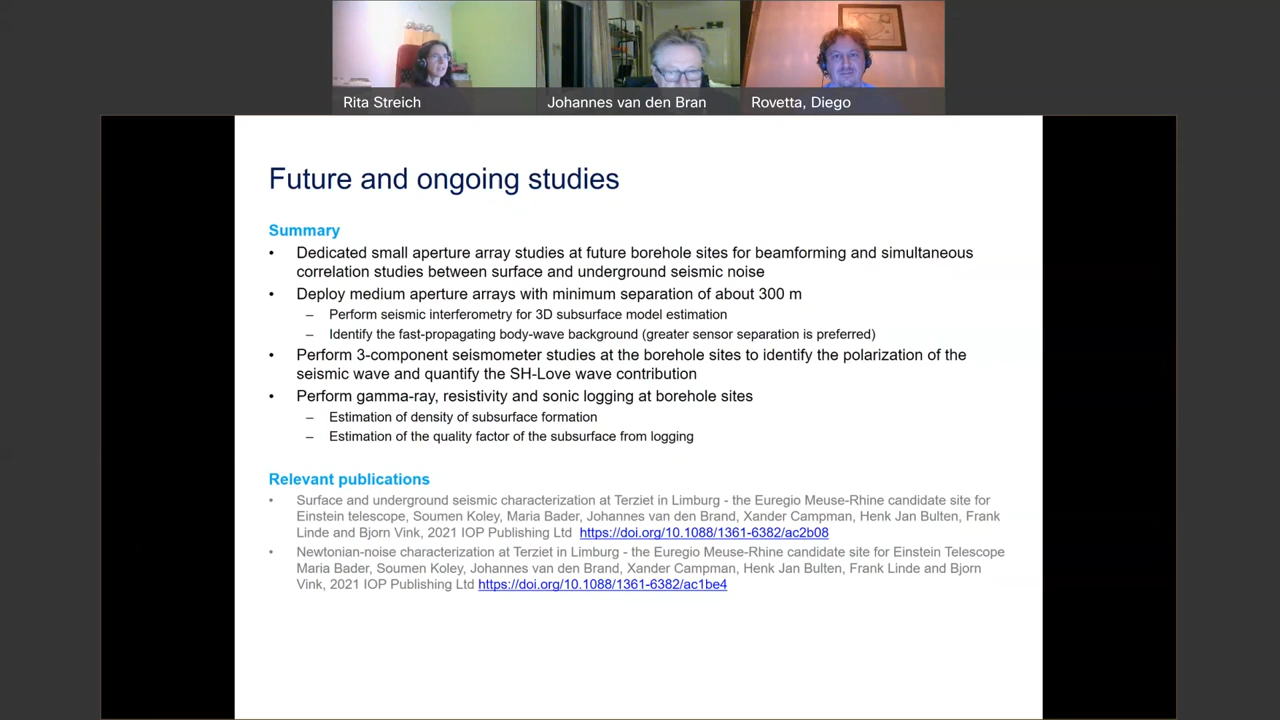 Rita Streich
Johannes van den Bran
Rovetta, Diego
Future and ongoing studies
Summary
• Dedicated small aperture array studies at future borehole sites for beamforming and simultaneous
correlation studies between surface and underground seismic noise
• Deploy medium aperture arrays with minimum separation of about 300 m
– Perform seismic interferometry for 3D subsurface model estimation
– Identify the fast-propagating body-wave background (greater sensor separation is preferred)
• Perform 3-component seismometer studies at the borehole sites to identify the polarization of the
seismic wave and quantify the SH-Love wave contribution
• Perform gamma-ray, resistivity and sonic logging at borehole sites
– Estimation of density of subsurface formation
– Estimation of the quality factor of the subsurface from logging
Relevant publications
• Surface and underground seismic characterization at Terziet in Limburg - the Euregio Meuse-Rhine candidate site for
Einstein telescope, Soumen Koley, Maria Bader, Johannes van den Brand, Xander Campman, Henk Jan Bulten, Frank
Linde and Bjorn Vink, 2021 IOP Publishing Ltd https://doi.org/10.1088/1361-6382/ac2b08
• Newtonian-noise characterization at Terziet in Limburg - the Euregio Meuse-Rhine candidate site for Einstein Telescope
Maria Bader, Soumen Koley, Johannes van den Brand, Xander Campman, Henk Jan Bulten, Frank Linde and Bjorn
Vink, 2021 IOP Publishing Ltd https://doi.org/10.1088/1361-6382/ac1be4